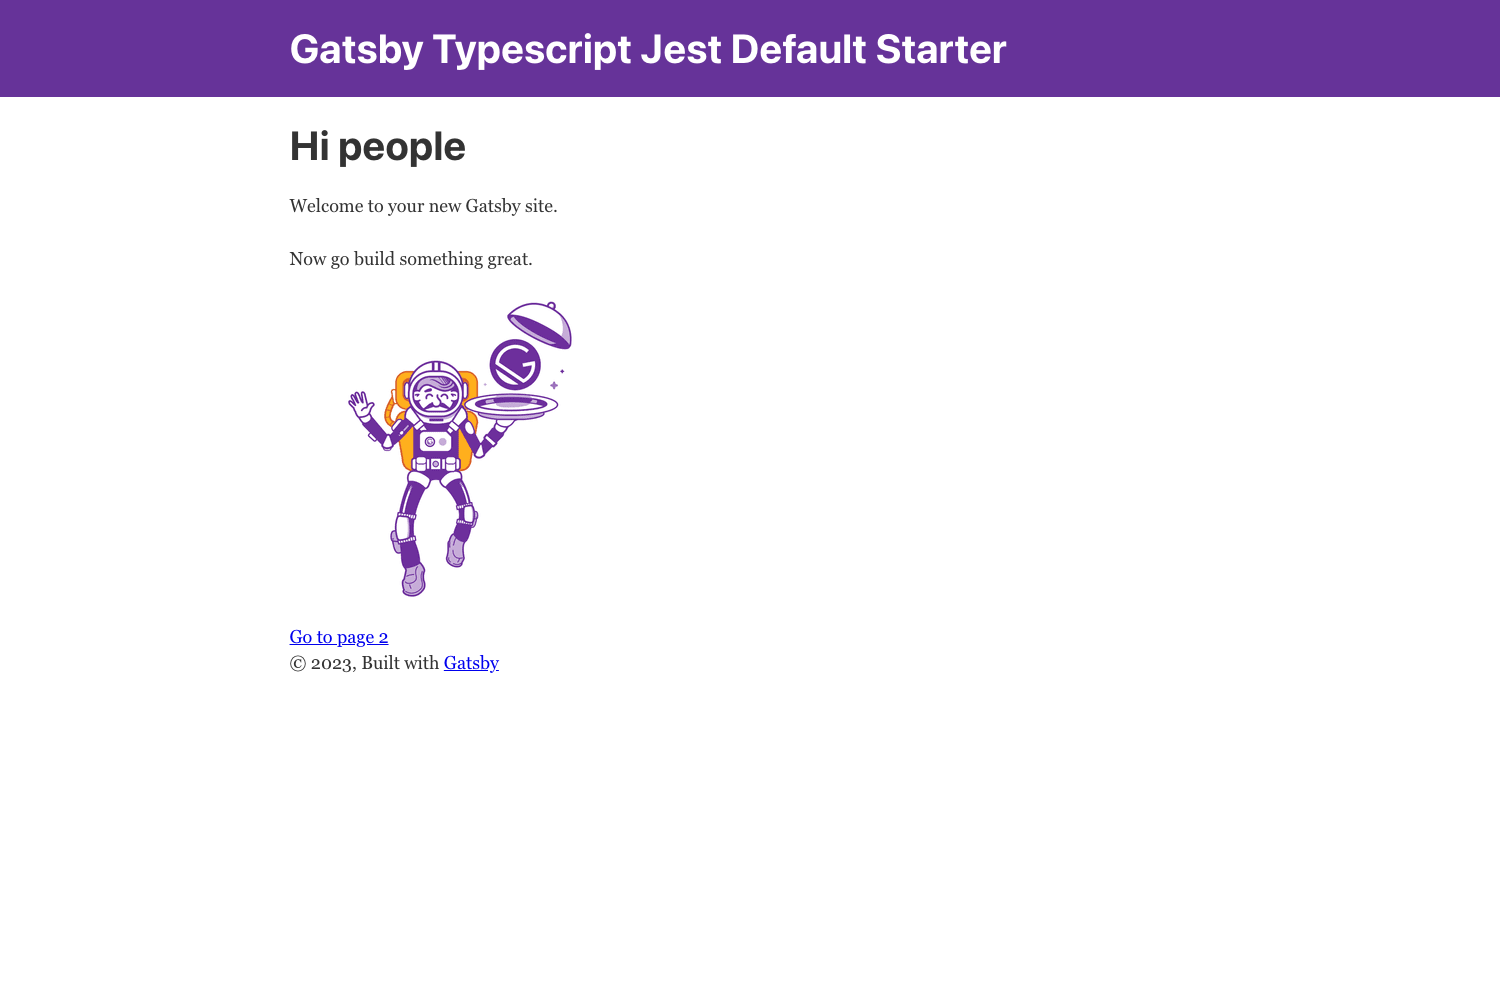 Gatsby Typescript Jest Default Starter
Hi people
Welcome to your new Gatsby site.
Now go build something great.
Go to page 2
© 2023, Built with Gatsby